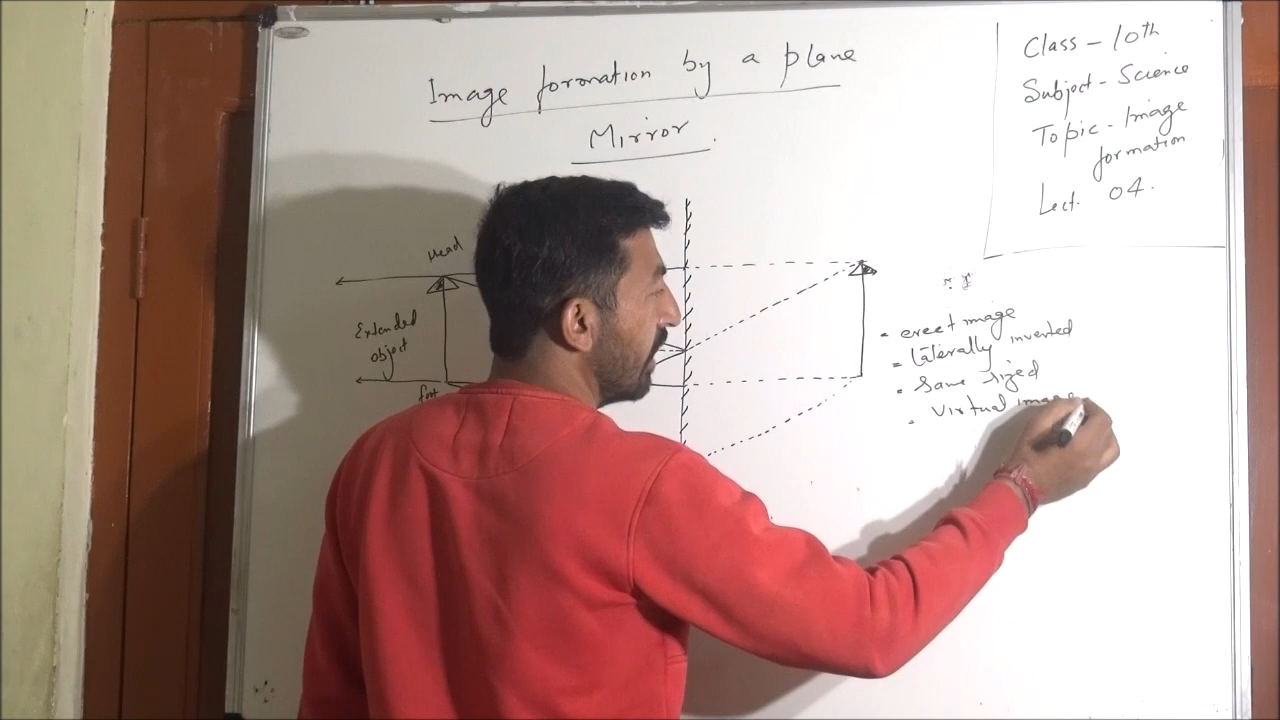 Image formation by a plane
Mirror.
Class - 10th
Subject - Science
Topic - Image
formation
Lect. 04.
Head
Extended
object
foot
erect image
laterally inverted
Same sized
Virtual image